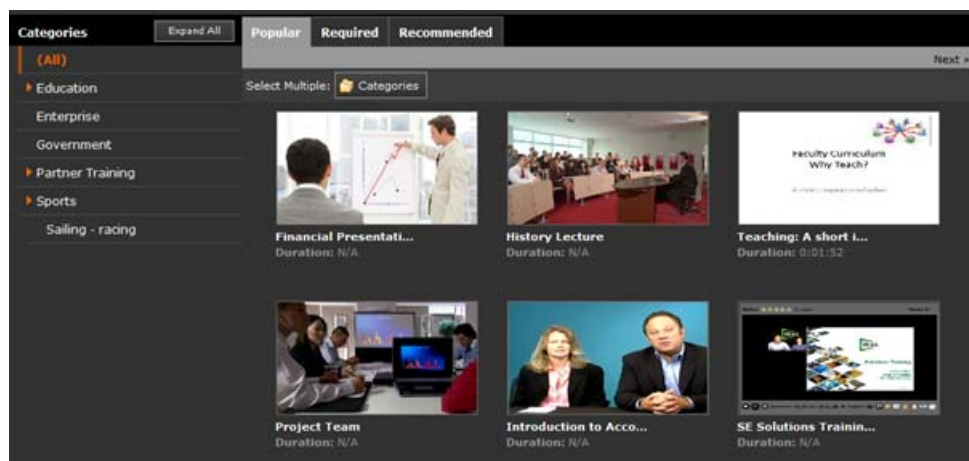 Categories
Expand All
Popular
Required
Recommended
(All)
Next »
Education
Select Multiple:
Categories
Enterprise
Government
Partner Training
Sports
Sailing - racing
Faculty Curriculum
Why Teach?
Financial Presentati...
Duration: N/A
History Lecture
Duration: N/A
Teaching: A short i...
Duration: 0:01:52
Project Team
Duration: N/A
Introduction to Acco...
Duration: N/A
SE Solutions Trainin...
Duration: N/A